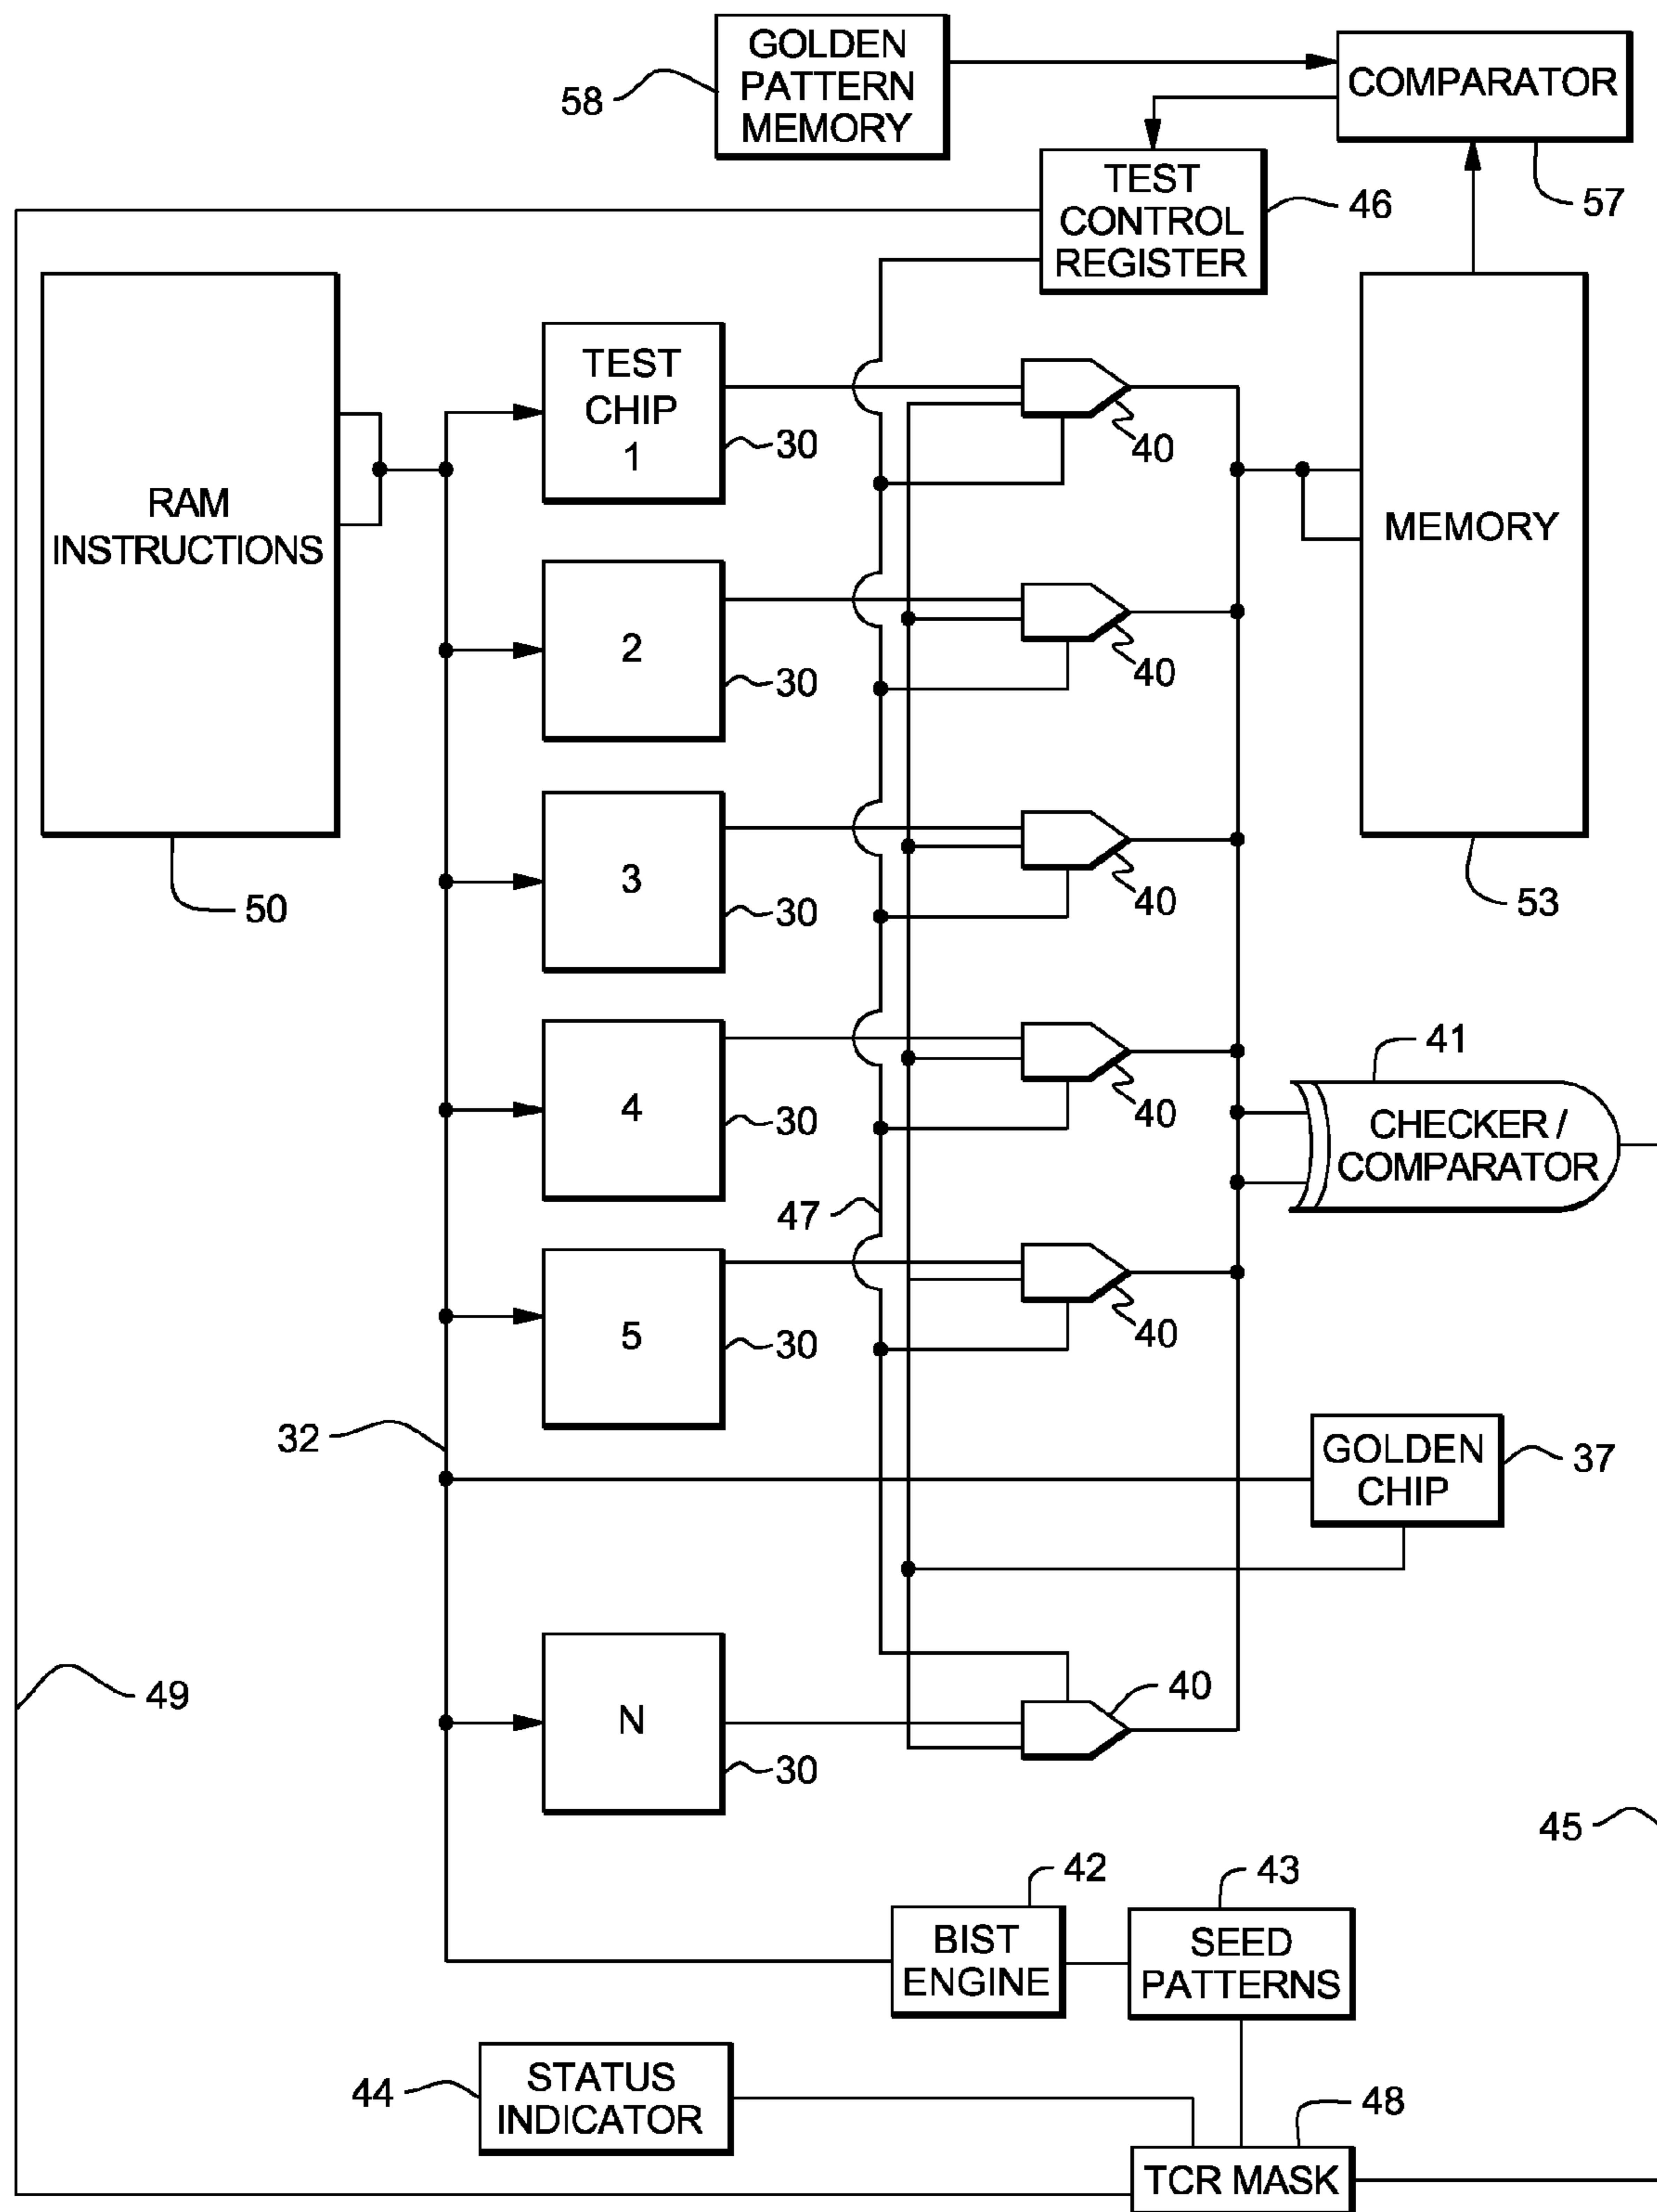 GOLDEN
PATTERN
MEMORY
58
COMPARATOR
57
TEST
CONTROL
REGISTER
46
RAM
INSTRUCTIONS
50
TEST
CHIP
1
30
40
MEMORY
53
2
30
40
3
30
40
4
30
40
41
CHECKER /
COMPARATOR
47
5
30
40
32
GOLDEN
CHIP
37
49
N
30
40
45
42
BIST
ENGINE
43
SEED
PATTERNS
44
STATUS
INDICATOR
48
TCR MASK